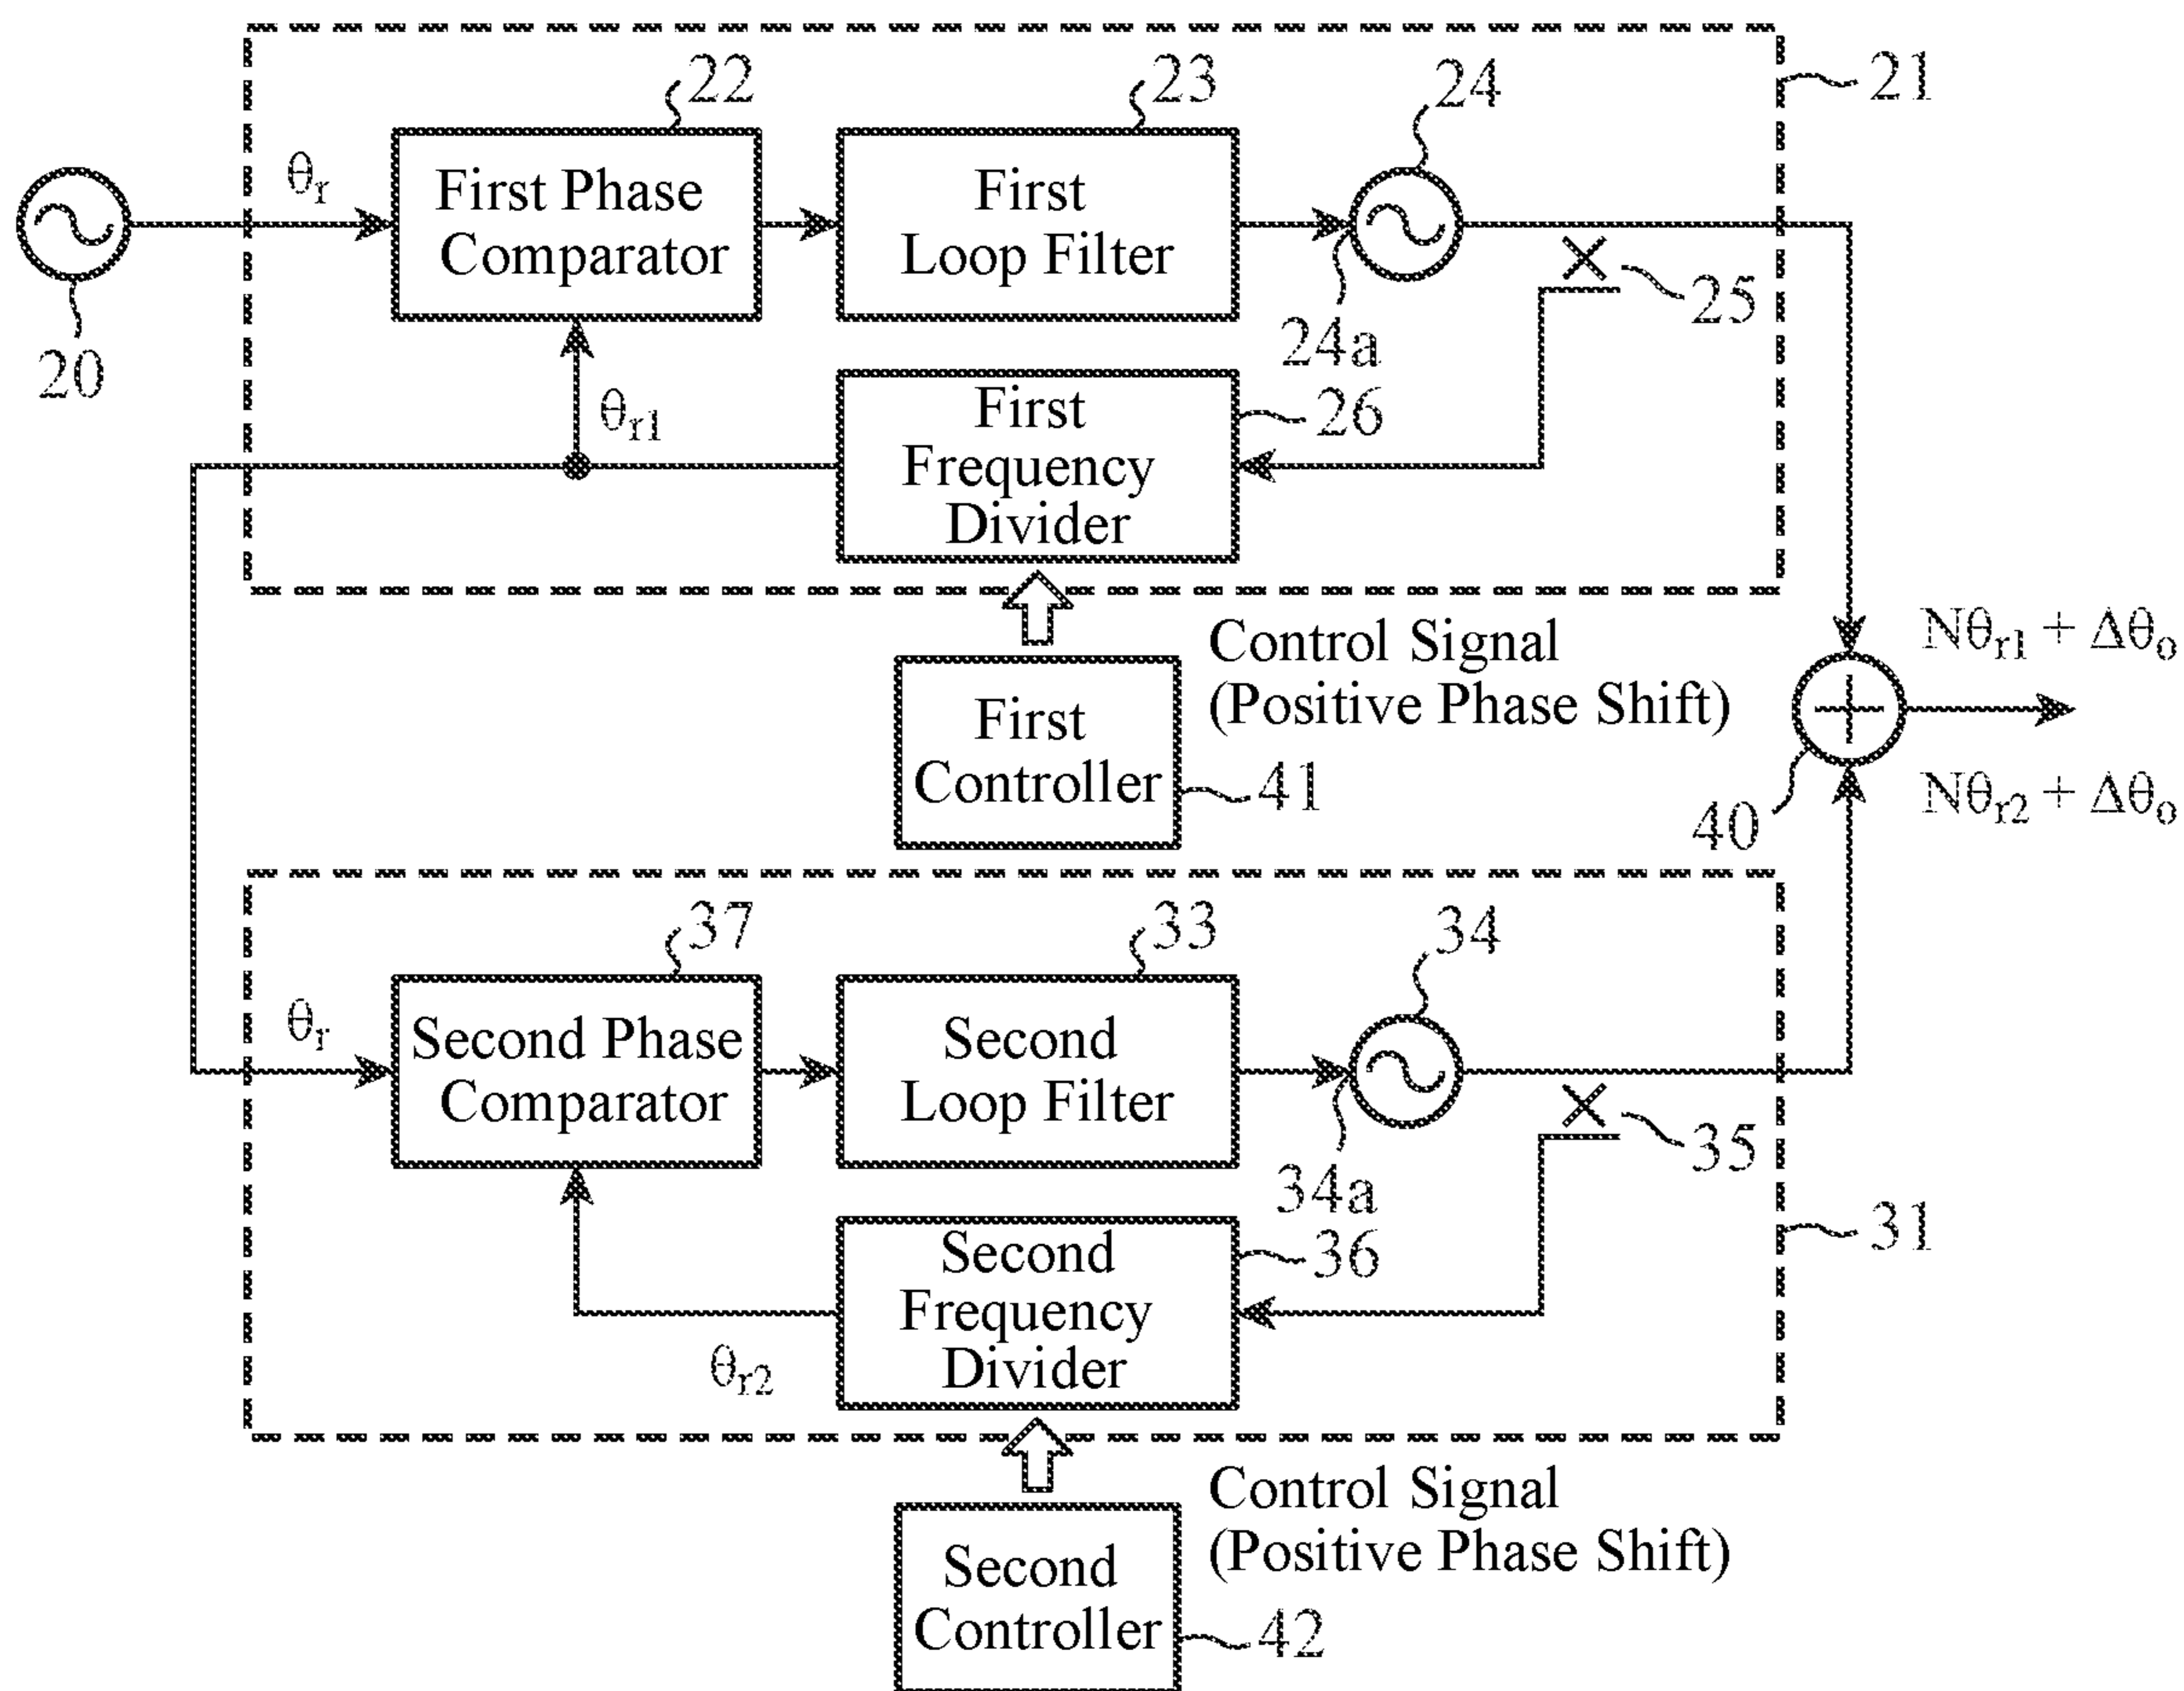 22
23
24
21
θr
First Phase
Comparator
First
Loop Filter
20
24a
25
θr1
First
Frequency
Divider
26
Control Signal
(Positive Phase Shift)
First
Controller
41
Nθr1 + Δθo
40
Nθr2 + Δθo
37
33
34
θr
Second Phase
Comparator
Second
Loop Filter
34a
35
31
θr2
Second
Frequency
Divider
36
Control Signal
(Positive Phase Shift)
Second
Controller
42